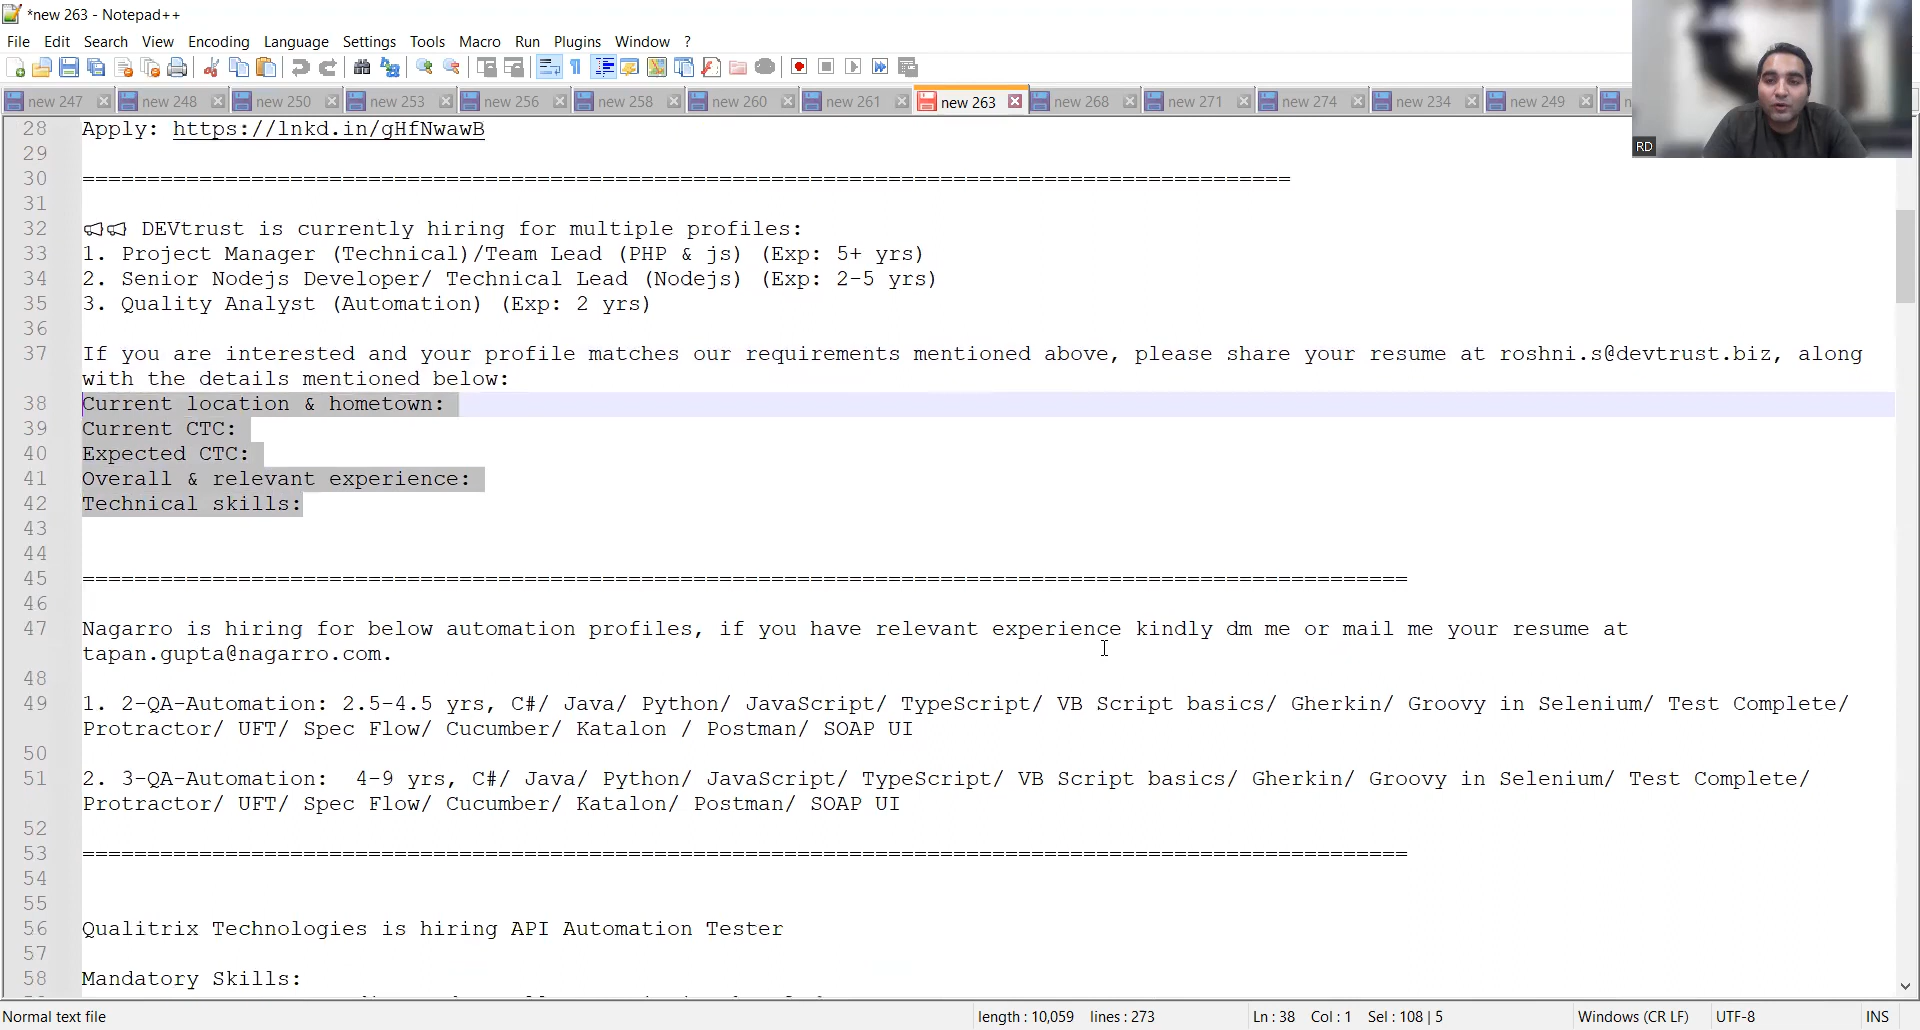 *new 263 - Notepad++
File Edit Search View Encoding Language Settings Tools Macro Run Plugins Window ?
new 247 new 248 new 250 new 253 new 256 new 258 new 260 new 261 new 263 new 268 new 271 new 274 new 234 new 249
RD
28 Apply: https://lnkd.in/gHfNwawB
29
30 =============================================================================================
31
32 📢📢 DEVtrust is currently hiring for multiple profiles:
33 1. Project Manager (Technical)/Team Lead (PHP & js) (Exp: 5+ yrs)
34 2. Senior Nodejs Developer/ Technical Lead (Nodejs) (Exp: 2-5 yrs)
35 3. Quality Analyst (Automation) (Exp: 2 yrs)
36
37 If you are interested and your profile matches our requirements mentioned above, please share your resume at roshni.s@devtrust.biz, along
with the details mentioned below:
38 Current location & hometown:
39 Current CTC:
40 Expected CTC:
41 Overall & relevant experience:
42 Technical skills:
43
44
45 ======================================================================================================
46
47 Nagarro is hiring for below automation profiles, if you have relevant experience kindly dm me or mail me your resume at
tapan.gupta@nagarro.com.
48
49 1. 2-QA-Automation: 2.5-4.5 yrs, C#/ Java/ Python/ JavaScript/ TypeScript/ VB Script basics/ Gherkin/ Groovy in Selenium/ Test Complete/
Protractor/ UFT/ Spec Flow/ Cucumber/ Katalon / Postman/ SOAP UI
50
51 2. 3-QA-Automation:  4-9 yrs, C#/ Java/ Python/ JavaScript/ TypeScript/ VB Script basics/ Gherkin/ Groovy in Selenium/ Test Complete/
Protractor/ UFT/ Spec Flow/ Cucumber/ Katalon/ Postman/ SOAP UI
52
53 ======================================================================================================
54
55
56 Qualitrix Technologies is hiring API Automation Tester
57
58 Mandatory Skills:
Normal text file length : 10,059 lines : 273 Ln : 38 Col : 1 Sel : 108 | 5 Windows (CR LF) UTF-8 INS